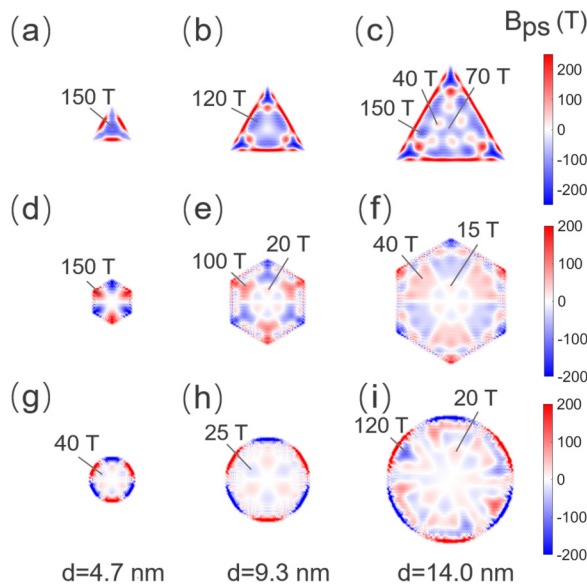 (a)
(b)
(c)
B_ps (T)
150 T
120 T
40 T
70 T
150 T
200
100
0
-100
-200
(d)
(e)
(f)
150 T
100 T
20 T
40 T
15 T
200
100
0
-100
-200
(g)
(h)
(i)
40 T
25 T
120 T
20 T
200
100
0
-100
-200
d=4.7 nm
d=9.3 nm
d=14.0 nm